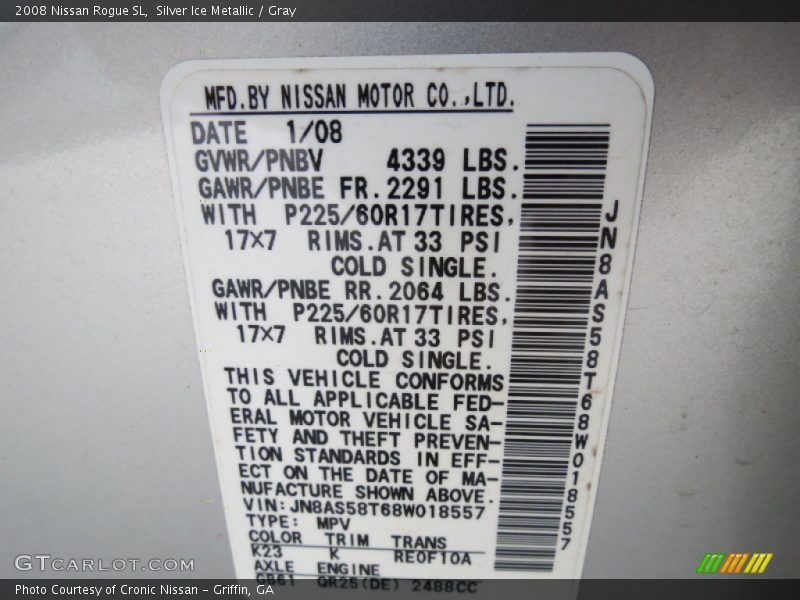 2008 Nissan Rogue SL,  Silver Ice Metallic / Gray
MFD.BY NISSAN MOTOR CO.,LTD.
DATE 1/08
GVWR/PNBV 4339 LBS.
GAWR/PNBE FR.2291 LBS.
WITH P225/60R17TIRES,
17×7 RIMS.AT 33 PSI
COLD SINGLE.
GAWR/PNBE RR.2064 LBS.
WITH P225/60R17TIRES,
17×7 RIMS.AT 33 PSI
COLD SINGLE.
THIS VEHICLE CONFORMS
TO ALL APPLICABLE FED-
ERAL MOTOR VEHICLE SA-
FETY AND THEFT PREVEN-
TION STANDARDS IN EFF-
ECT ON THE DATE OF MA-
NUFACTURE SHOWN ABOVE.
VIN:JN8AS58T68W018557
TYPE: MPV
COLOR TRIM TRANS
K23 K RE0F10A
AXLE ENGINE
GB61 QR25(DE) 2488CC
JN8AS58T68W018557
GTCARLOT.COM
Photo Courtesy of Cronic Nissan - Griffin, GA